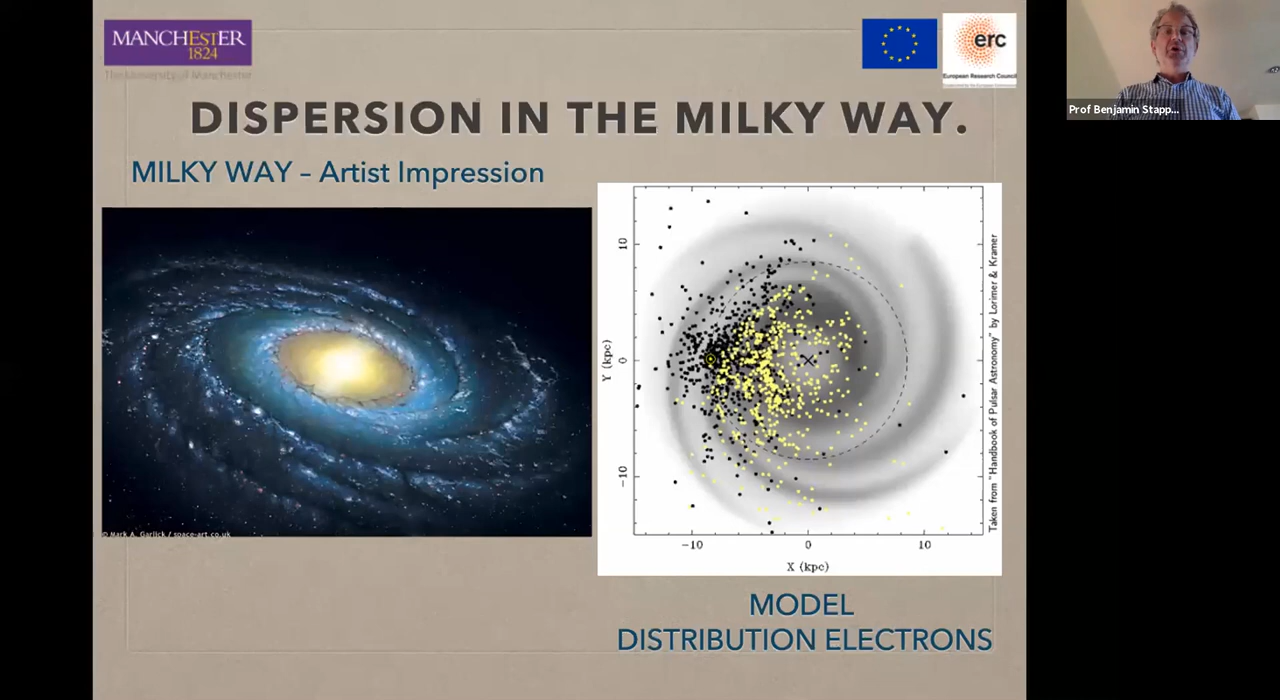 MANCHESTER
1824
The University of Manchester
erc
European Research Council
Prof Benjamin Stapp...
DISPERSION IN THE MILKY WAY.
MILKY WAY – Artist Impression
© Mark A. Garlick / space-art.co.uk
10
0
−10
Y (kpc)
−10 0 10
X (kpc)
Taken from "Handbook of Pulsar Astronomy" by Lorimer & Kramer
MODEL
DISTRIBUTION ELECTRONS